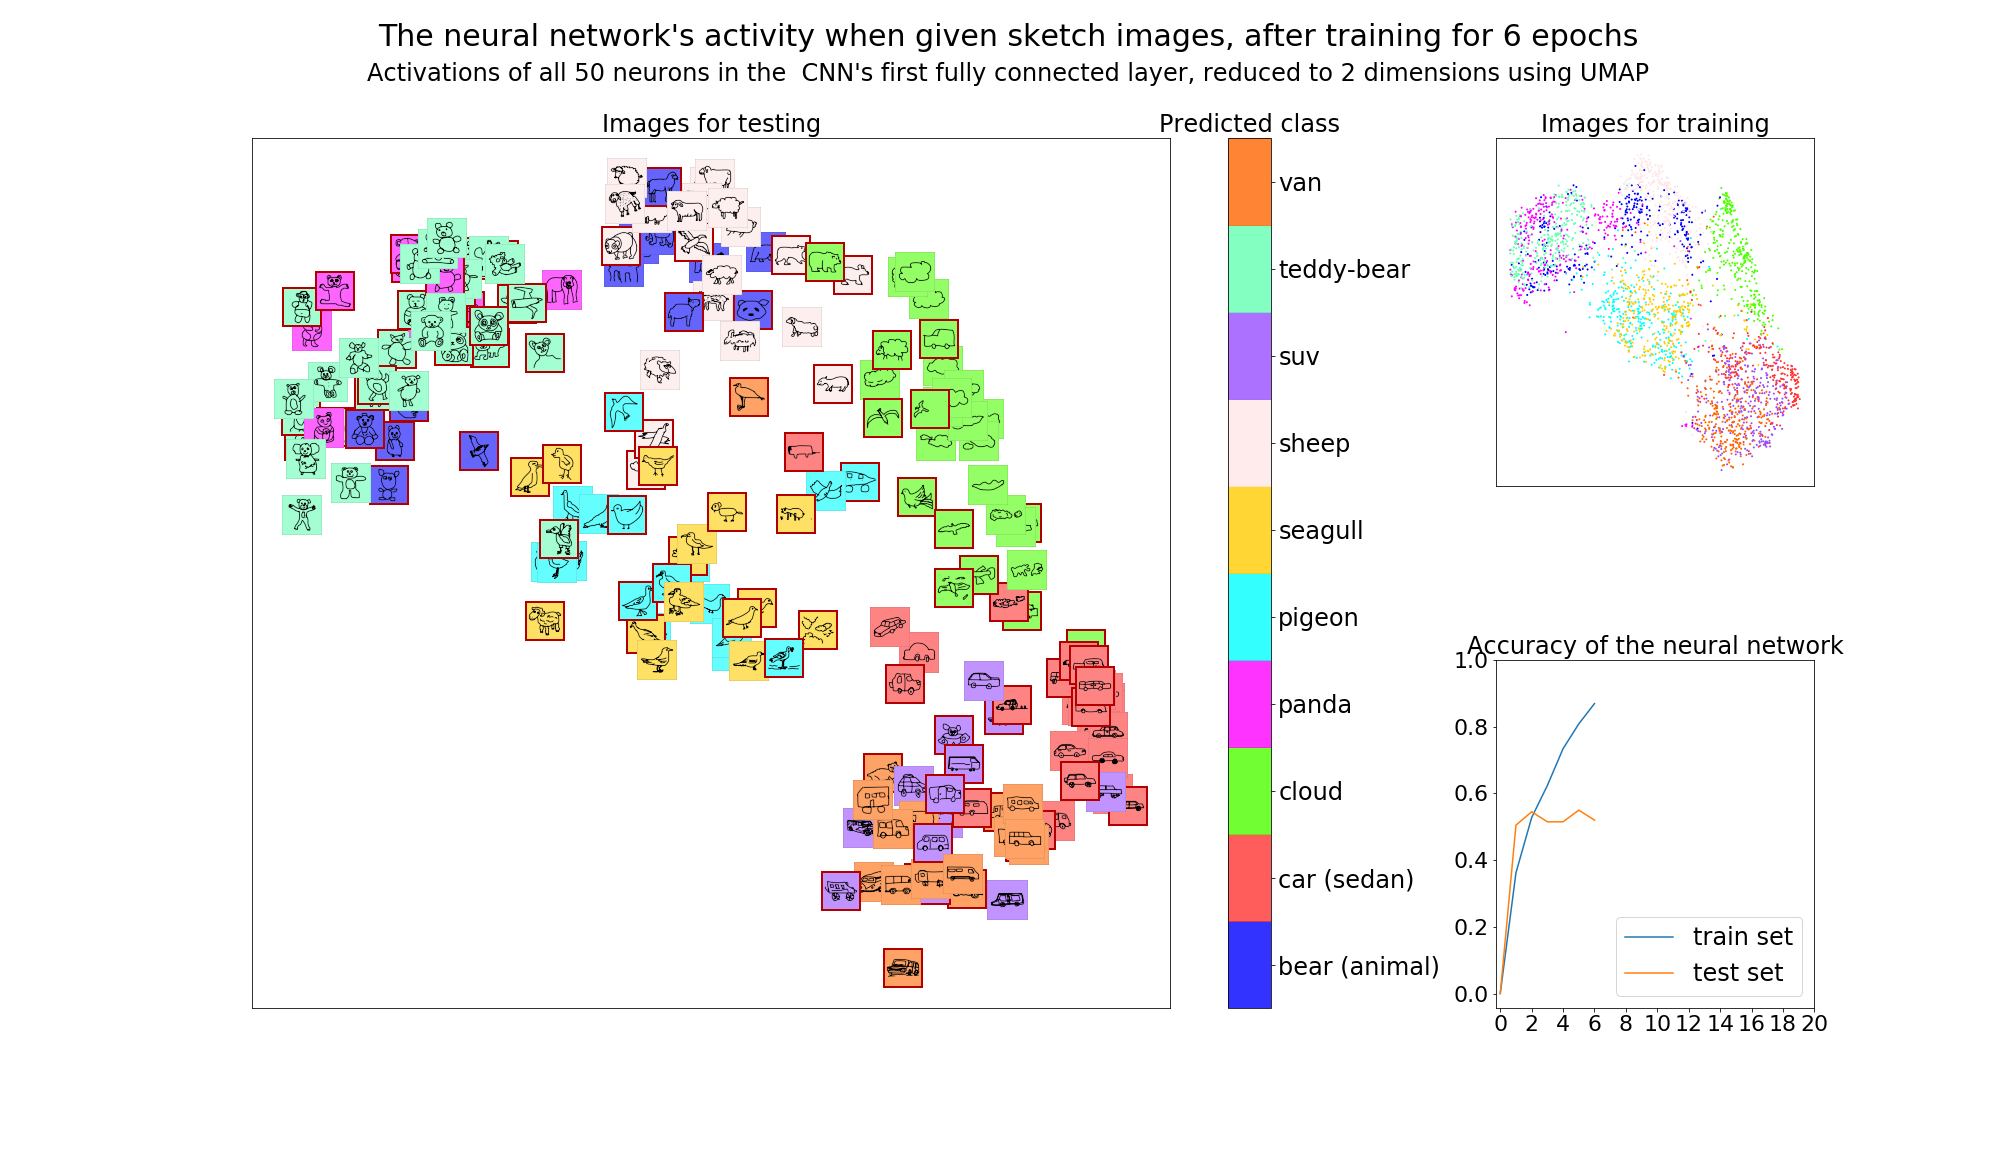 The neural network's activity when given sketch images, after training for 6 epochs
Activations of all 50 neurons in the  CNN's first fully connected layer, reduced to 2 dimensions using UMAP
Images for testing
Predicted class
van
teddy-bear
suv
sheep
seagull
pigeon
panda
cloud
car (sedan)
bear (animal)
Images for training
Accuracy of the neural network
1.0
0.8
0.6
0.4
0.2
0.0
train set
test set
0 2 4 6 8 10 12 14 16 18 20